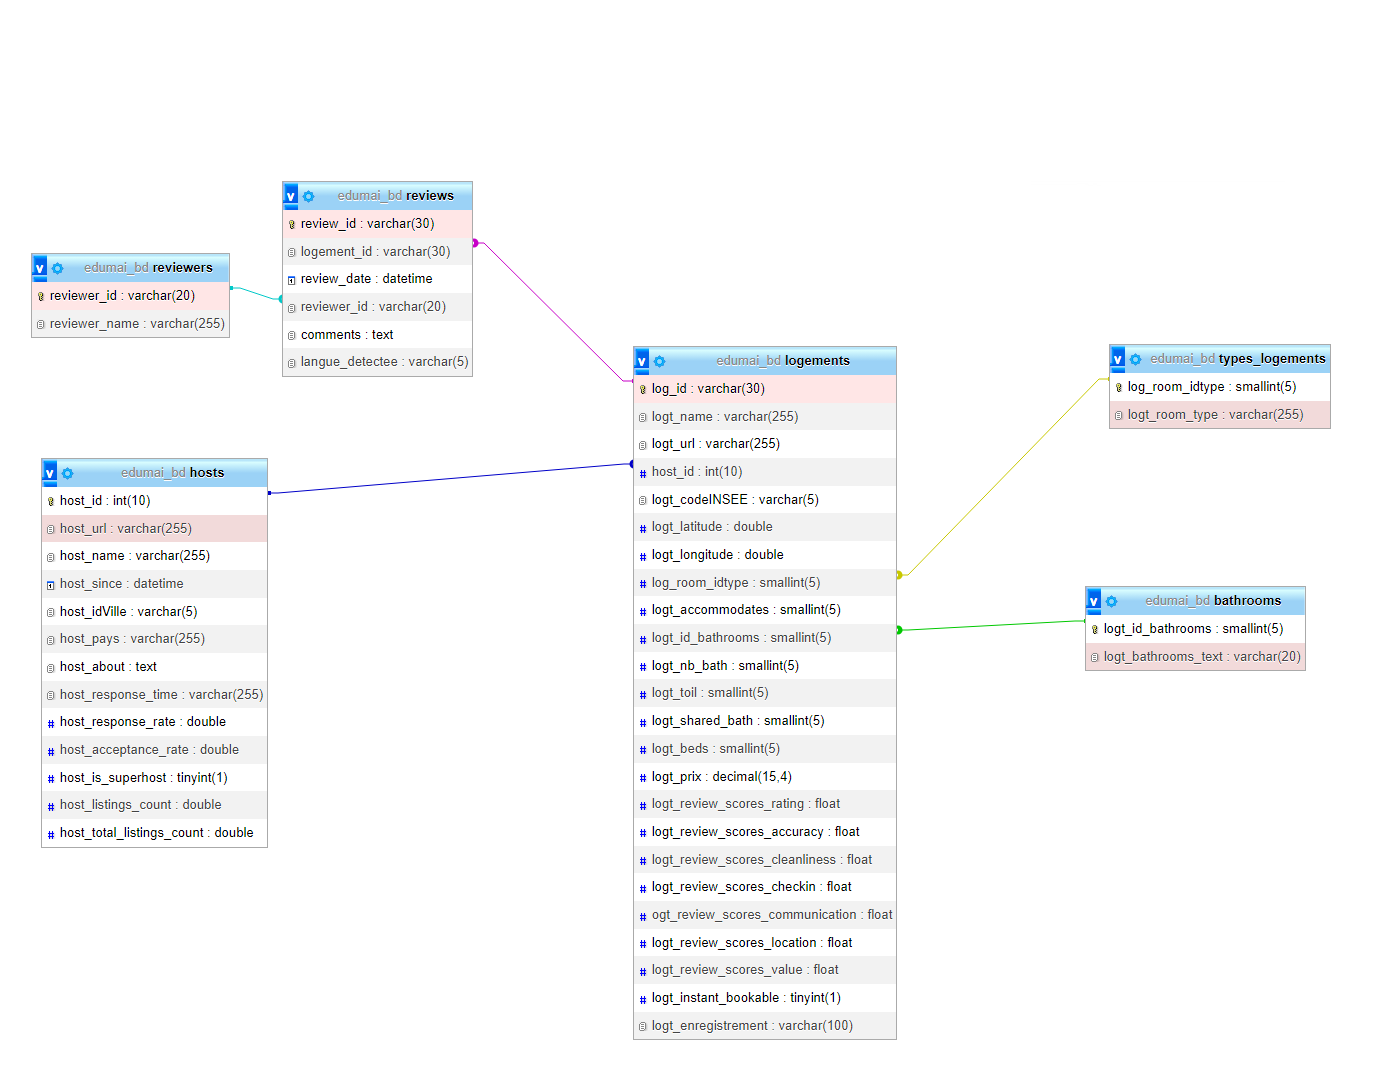 edumai_bd reviews
review_id : varchar(30)
logement_id : varchar(30)
review_date : datetime
reviewer_id : varchar(20)
comments : text
langue_detectee : varchar(5)
edumai_bd reviewers
reviewer_id : varchar(20)
reviewer_name : varchar(255)
edumai_bd hosts
host_id : int(10)
host_url : varchar(255)
host_name : varchar(255)
host_since : datetime
host_idVille : varchar(5)
host_pays : varchar(255)
host_about : text
host_response_time : varchar(255)
host_response_rate : double
host_acceptance_rate : double
host_is_superhost : tinyint(1)
host_listings_count : double
host_total_listings_count : double
edumai_bd logements
log_id : varchar(30)
logt_name : varchar(255)
logt_url : varchar(255)
host_id : int(10)
logt_codeINSEE : varchar(5)
logt_latitude : double
logt_longitude : double
log_room_idtype : smallint(5)
logt_accommodates : smallint(5)
logt_id_bathrooms : smallint(5)
logt_nb_bath : smallint(5)
logt_toil : smallint(5)
logt_shared_bath : smallint(5)
logt_beds : smallint(5)
logt_prix : decimal(15,4)
logt_review_scores_rating : float
logt_review_scores_accuracy : float
logt_review_scores_cleanliness : float
logt_review_scores_checkin : float
ogt_review_scores_communication : float
logt_review_scores_location : float
logt_review_scores_value : float
logt_instant_bookable : tinyint(1)
logt_enregistrement : varchar(100)
edumai_bd types_logements
log_room_idtype : smallint(5)
logt_room_type : varchar(255)
edumai_bd bathrooms
logt_id_bathrooms : smallint(5)
logt_bathrooms_text : varchar(20)